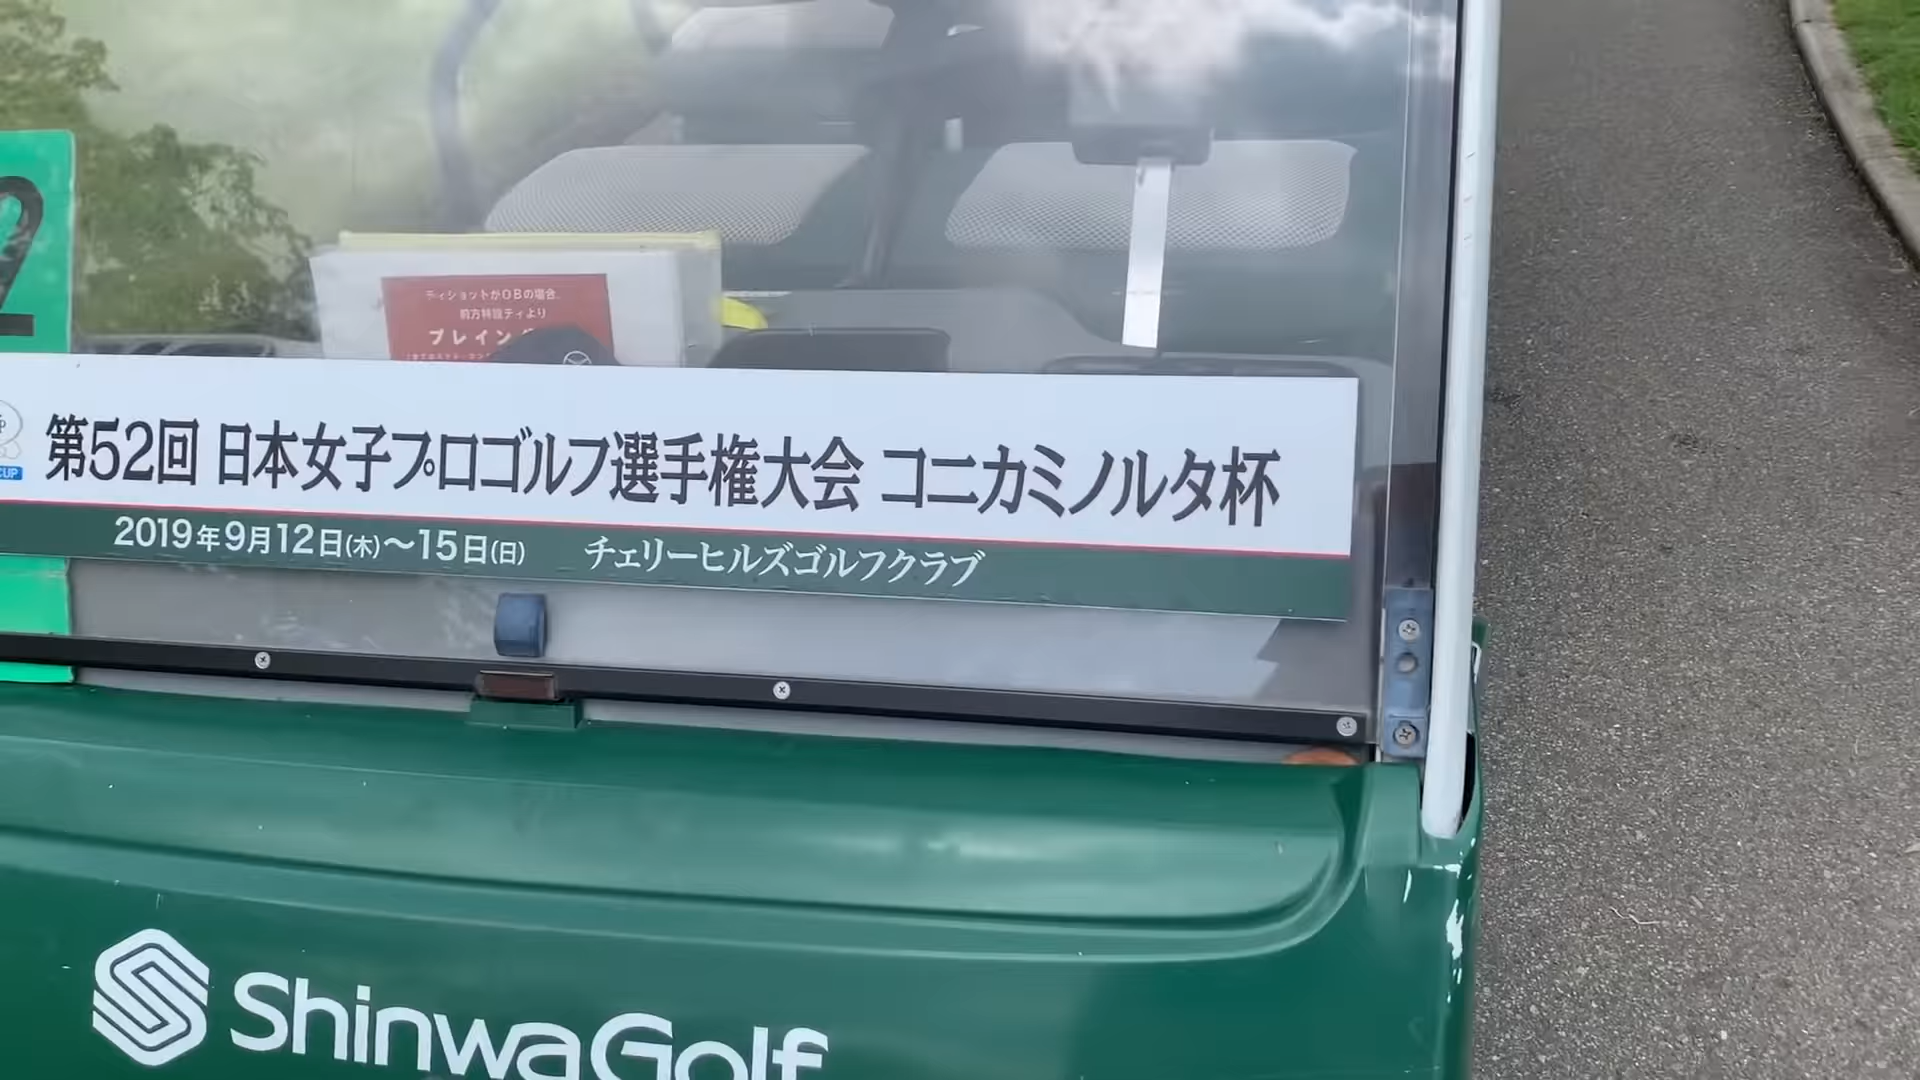 2
ティショットがOBの場合、
前方特設ティより
プレイン
第52回 日本女子プロゴルフ選手権大会 コニカミノルタ杯
CUP
2019年9月12日(木)～15日(日) チェリーヒルズゴルフクラブ
ShinwaGolf